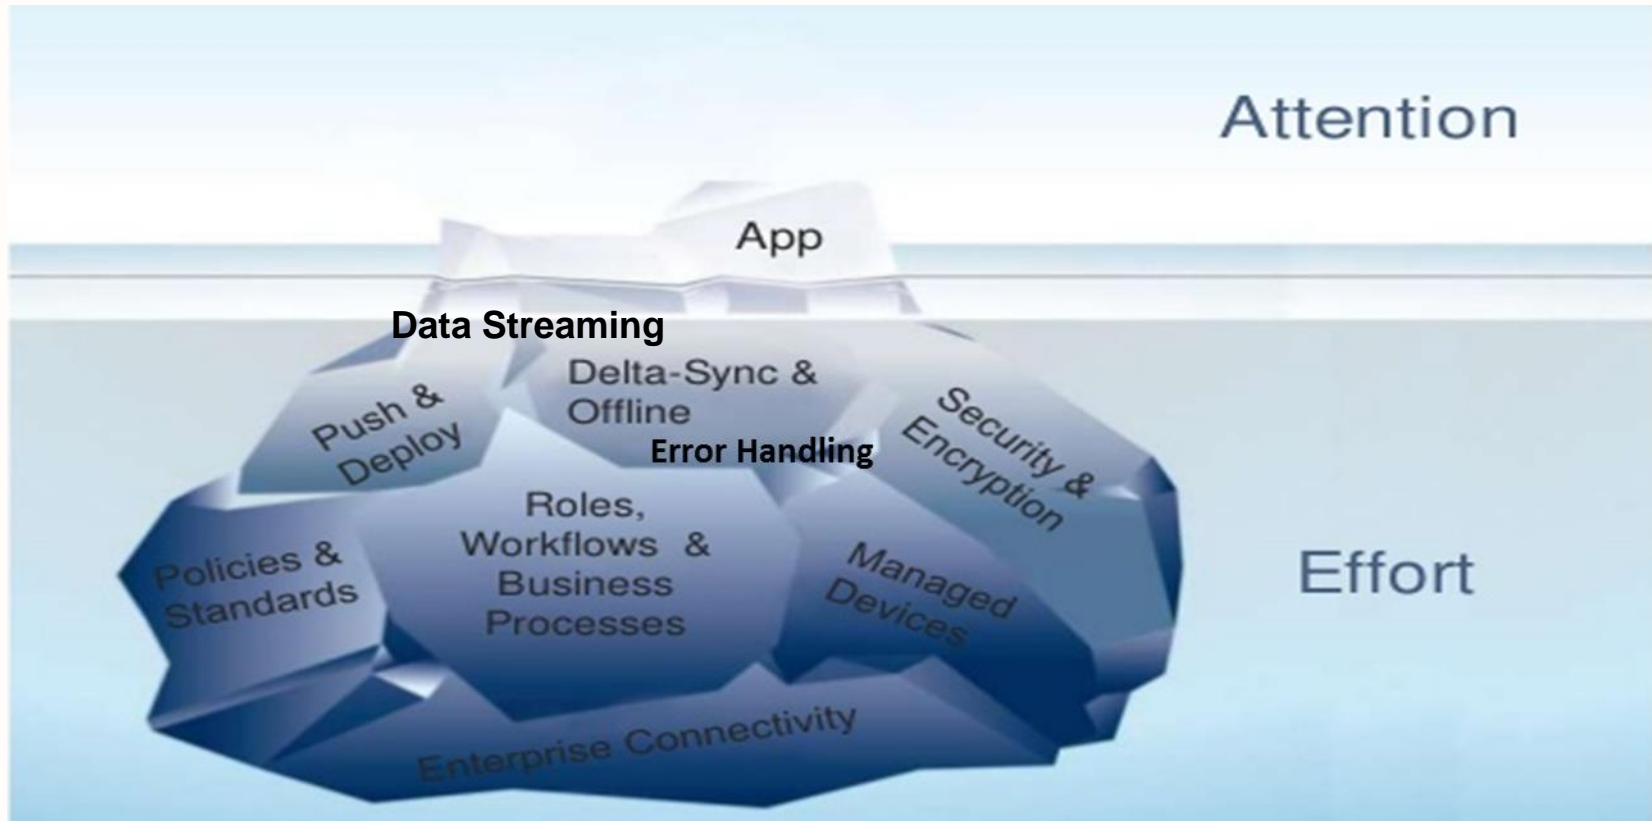 Attention
App
Data Streaming
Delta-Sync &
Offline
Push &
Deploy
Security &
Encryption
Error Handling
Roles,
Workflows &
Business
Processes
Policies &
Standards
Managed
Devices
Effort
Enterprise Connectivity